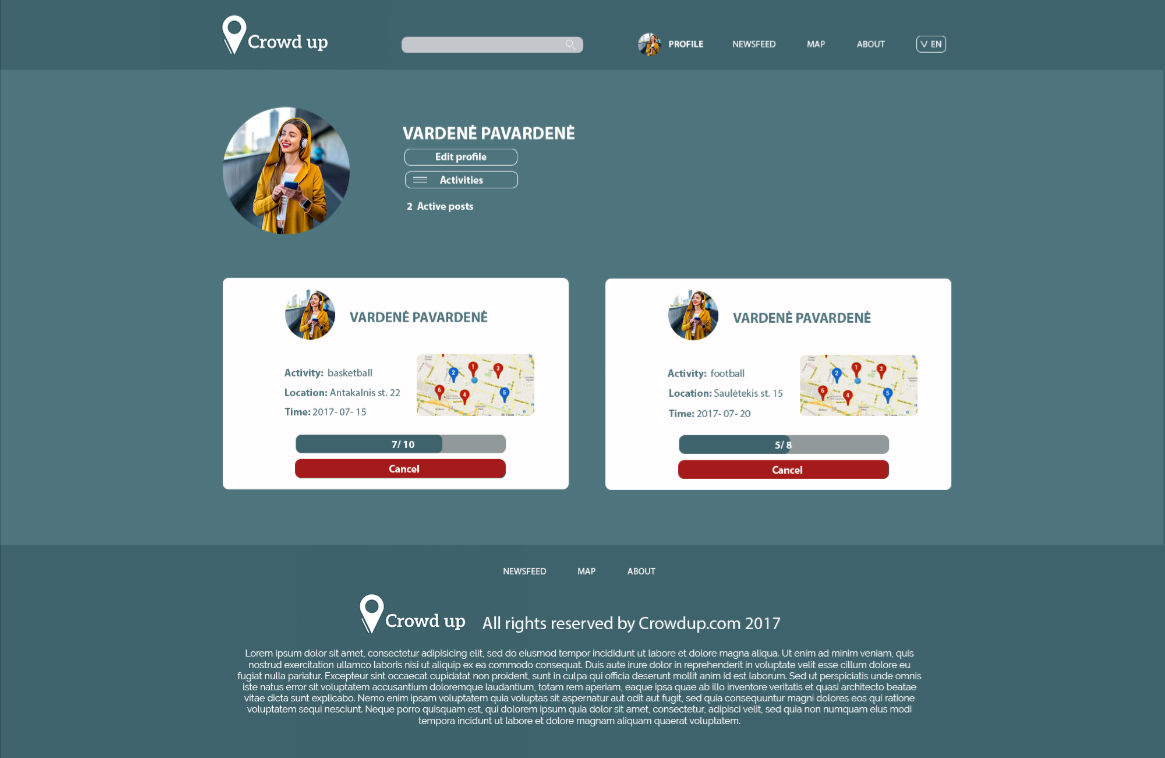 Crowd up
PROFILE NEWSFEED MAP ABOUT V EN
VARDENĖ PAVARDENĖ
Edit profile
Activities
2 Active posts
VARDENĖ PAVARDENĖ
Activity: basketball
Location: Antakalnis st. 22
Time: 2017- 07- 15
7/ 10
Cancel
VARDENĖ PAVARDENĖ
Activity: football
Location: Saulėtekis st. 15
Time: 2017- 07- 20
5/ 8
Cancel
NEWSFEED MAP ABOUT
Crowd up All rights reserved by Crowdup.com 2017
Lorem ipsum dolor sit amet, consectetur adipisicing elit, sed do eiusmod tempor incididunt ut labore et dolore magna aliqua. Ut enim ad minim veniam, quis
nostrud exercitation ullamco laboris nisi ut aliquip ex ea commodo consequat. Duis aute irure dolor in reprehenderit in voluptate velit esse cillum dolore eu
fugiat nulla pariatur. Excepteur sint occaecat cupidatat non proident, sunt in culpa qui officia deserunt mollit anim id est laborum. Sed ut perspiciatis unde omnis
iste natus error sit voluptatem accusantium doloremque laudantium, totam rem aperiam, eaque ipsa quae ab illo inventore veritatis et quasi architecto beatae
vitae dicta sunt explicabo. Nemo enim ipsam voluptatem quia voluptas sit aspernatur aut odit aut fugit, sed quia consequuntur magni dolores eos qui ratione
voluptatem sequi nesciunt. Neque porro quisquam est, qui dolorem ipsum quia dolor sit amet, consectetur, adipisci velit, sed quia non numquam eius modi
tempora incidunt ut labore et dolore magnam aliquam quaerat voluptatem.